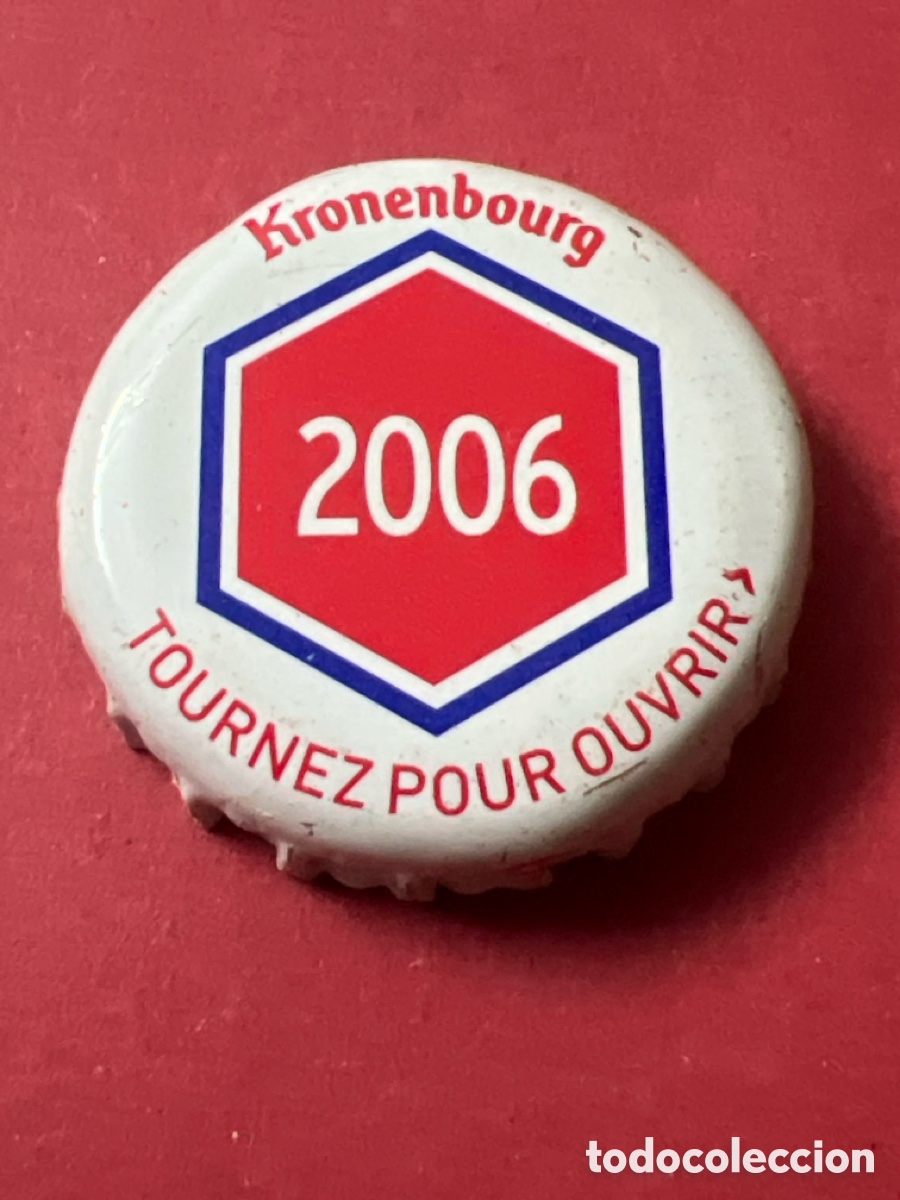 Kronenbourg
2006
TOURNEZ POUR OUVRIR ›
todocoleccion